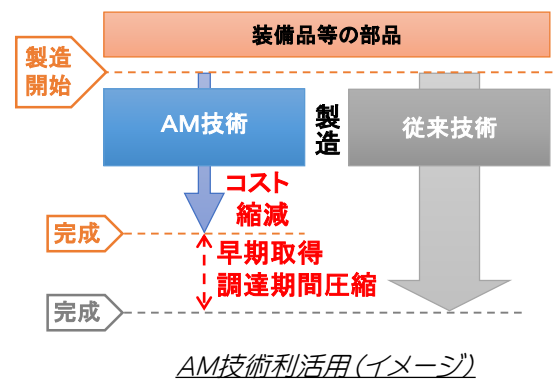 装備品等の部品
製造
開始
AM技術
製造
従来技術
コスト
縮減
完成
早期取得
調達期間圧縮
完成
AM技術利活用（イメージ）